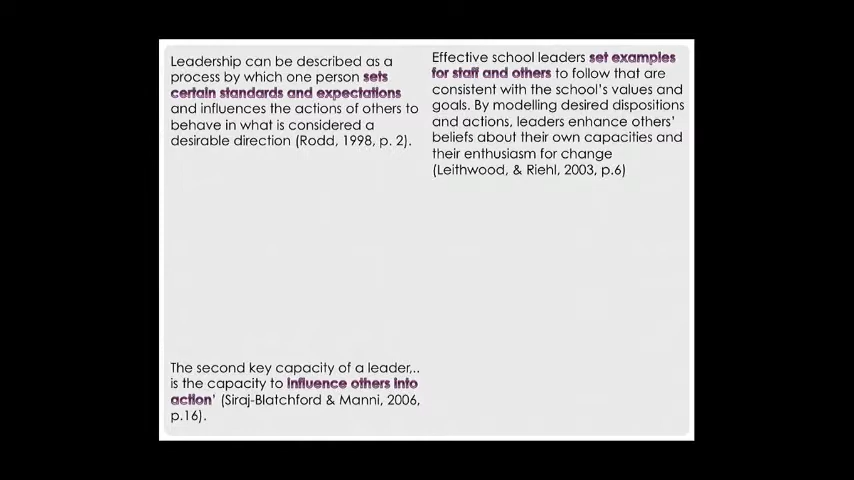 Leadership can be described as a
process by which one person sets
certain standards and expectations
and influences the actions of others to
behave in what is considered a
desirable direction (Rodd, 1998, p. 2).
Effective school leaders set examples
for staff and others to follow that are
consistent with the school's values and
goals. By modelling desired dispositions
and actions, leaders enhance others'
beliefs about their own capacities and
their enthusiasm for change
(Leithwood, & Riehl, 2003, p.6)
The second key capacity of a leader,..
is the capacity to influence others into
action' (Siraj-Blatchford & Manni, 2006,
p.16).